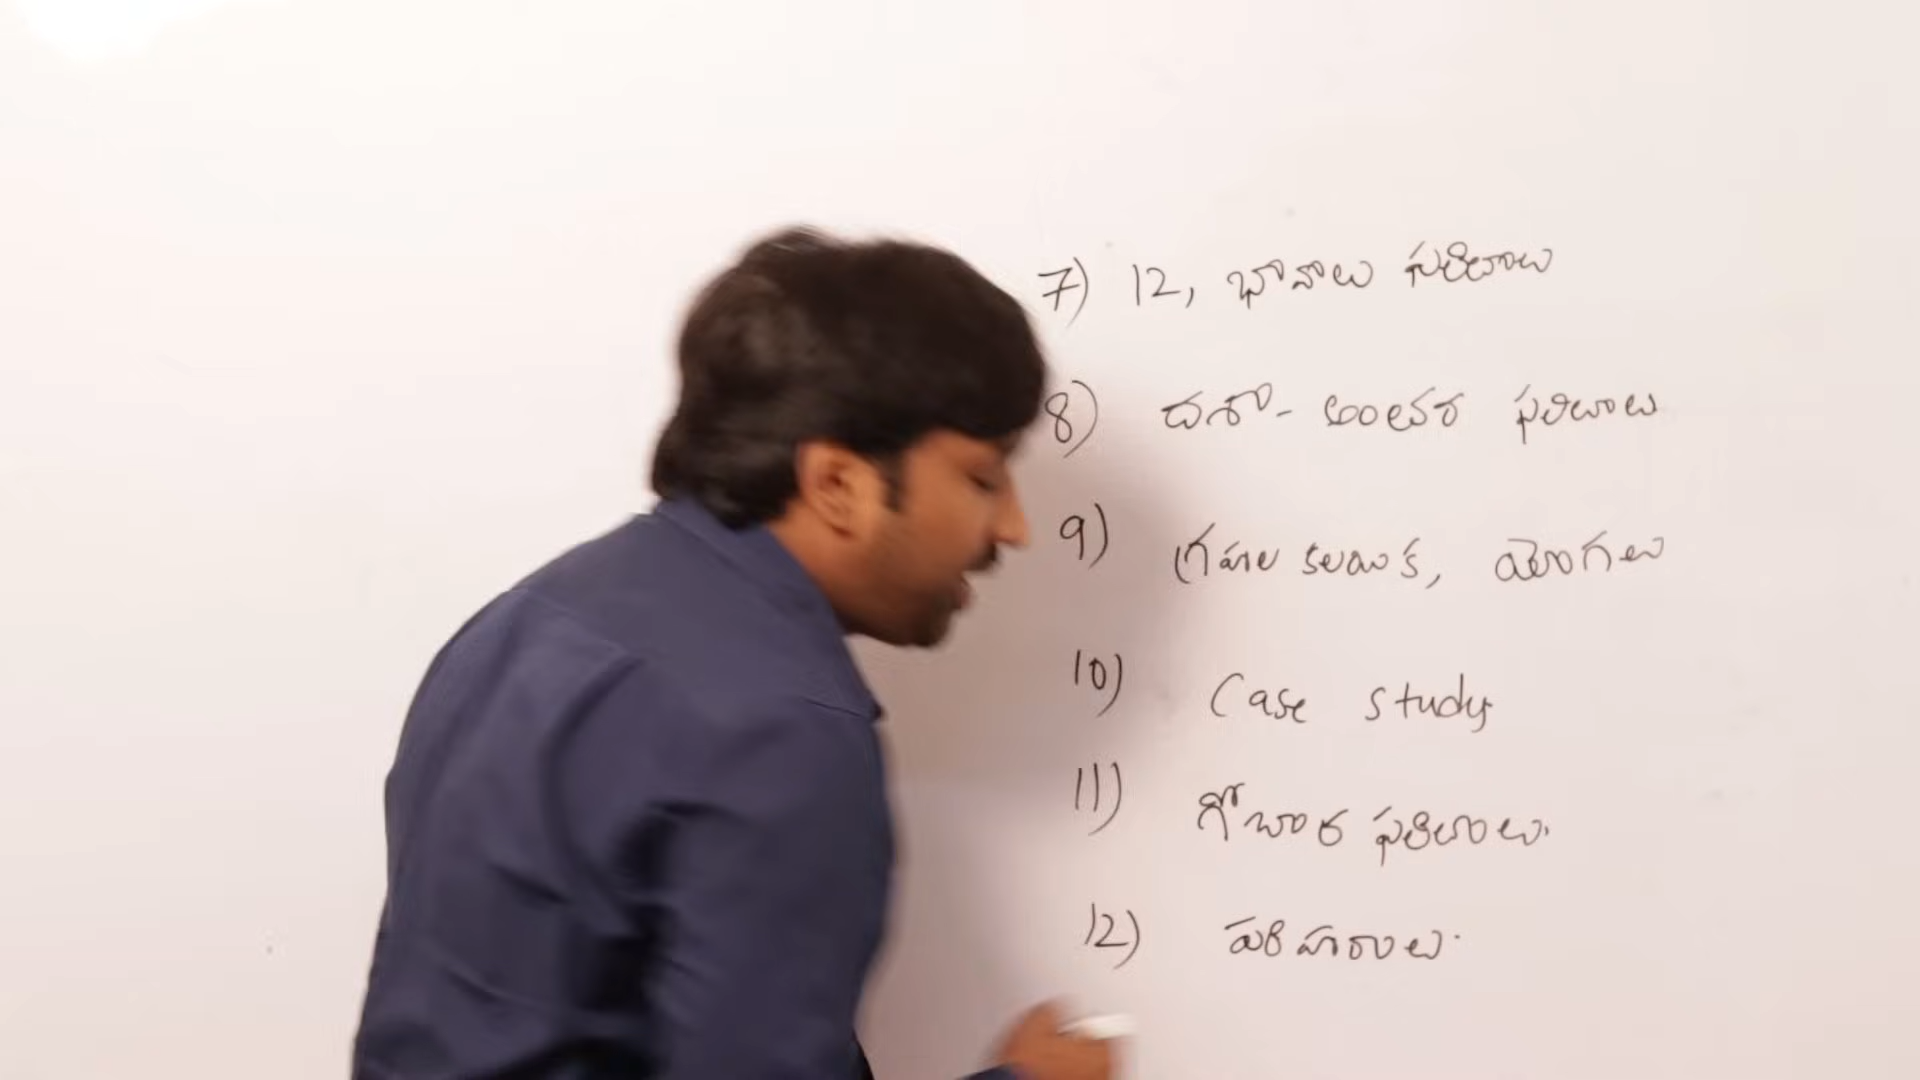 7) 12, భావాలు ఫలితాలు
8) దశా - అంతర ఫలితాలు
9) గ్రహాల కలయిక, యోగాలు
10) Case study
11) గోచార ఫలితాలు.
12) పరిహారాలు.